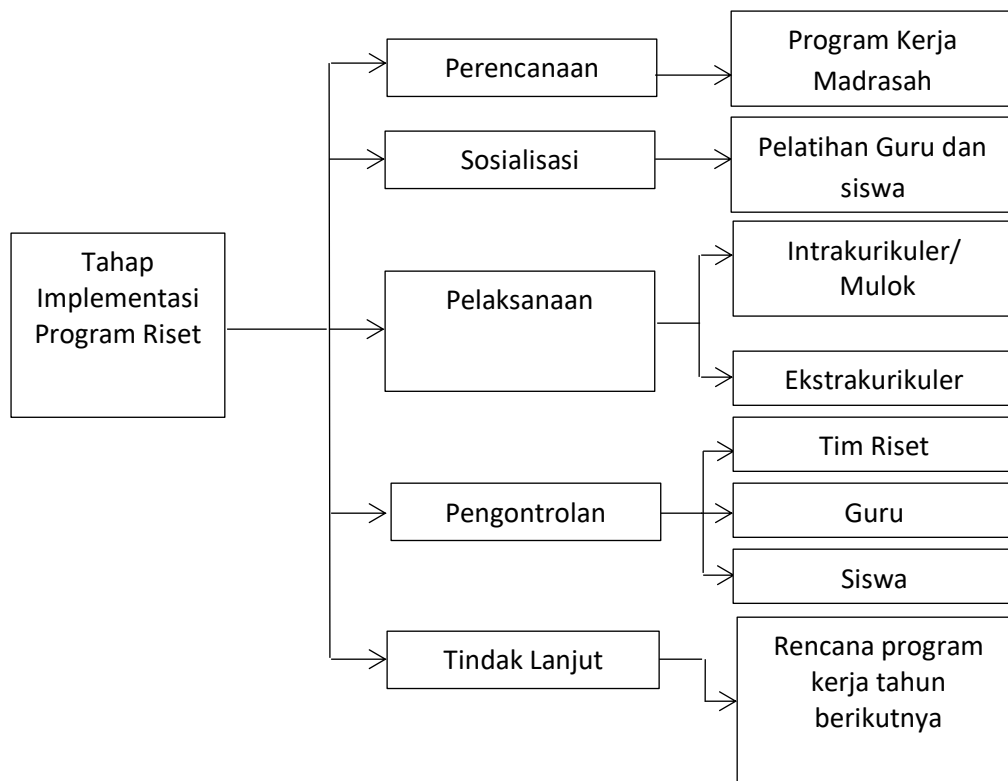 Tahap
Implementasi
Program Riset
Perencanaan
Program Kerja
Madrasah
Sosialisasi
Pelatihan Guru dan
siswa
Pelaksanaan
Intrakurikuler/
Mulok
Ekstrakurikuler
Pengontrolan
Tim Riset
Guru
Siswa
Tindak Lanjut
Rencana program
kerja tahun
berikutnya